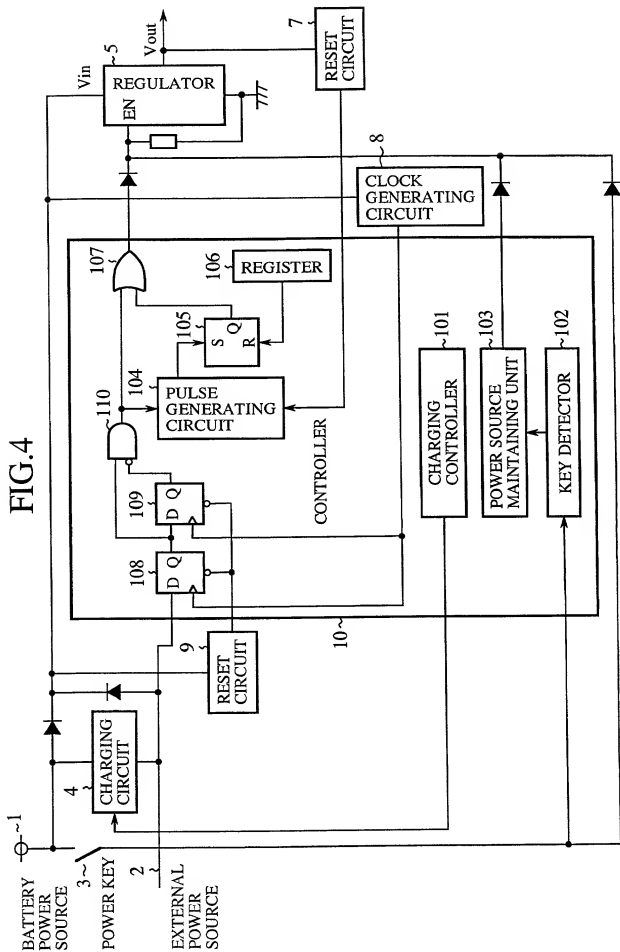 FIG.4
BATTERY
POWER
SOURCE
1
3
POWER KEY
2
EXTERNAL
POWER
SOURCE
4
CHARGING
CIRCUIT
9
RESET
CIRCUIT
10
108
D Q
109
D Q
110
104
PULSE
GENERATING
CIRCUIT
105
S
Q
R
106
REGISTER
107
CONTROLLER
CHARGING
CONTROLLER
101
POWER SOURCE
MAINTAINING UNIT
103
KEY DETECTOR
102
Vin
5
REGULATOR
EN
Vout
7
RESET
CIRCUIT
8
CLOCK
GENERATING
CIRCUIT